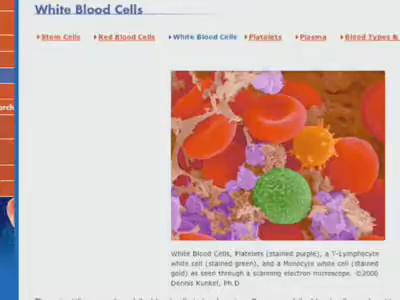 White Blood Cells
Stem Cells Red Blood Cells White Blood Cells Platelets Plasma Blood Types &
White Blood Cells, Platelets (stained purple), a T-Lymphocyte
white cell (stained green), and a Monocyte white cell (stained
gold) as seen through a scanning electron microscope. ©2000
Dennis Kunkel, Ph.D